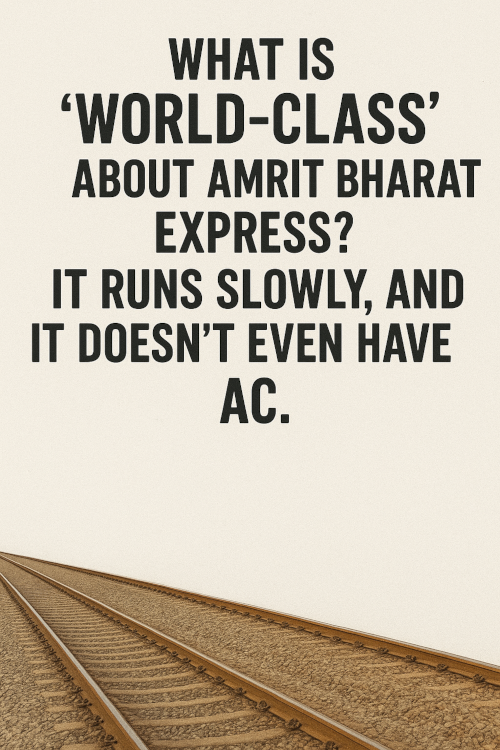 WHAT IS
‘WORLD-CLASS’
ABOUT AMRIT BHARAT
EXPRESS?
IT RUNS SLOWLY, AND
IT DOESN’T EVEN HAVE
AC.